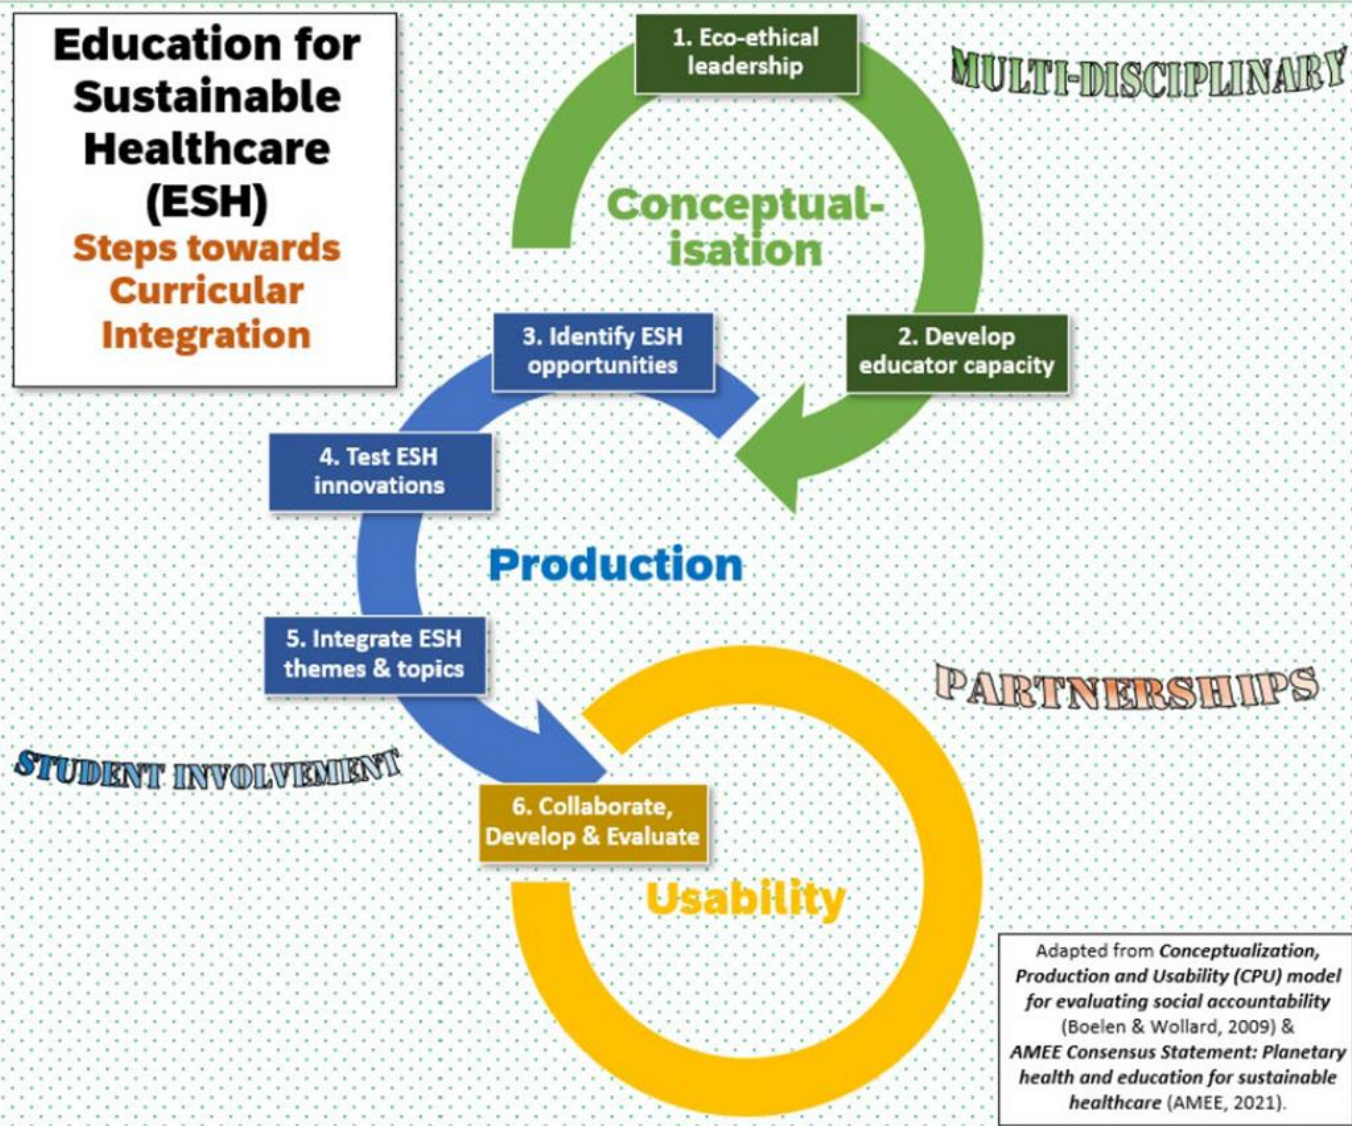 Education for
Sustainable
Healthcare
(ESH)
Steps towards
Curricular
Integration
1. Eco-ethical
leadership
MULTI-DISCIPLINARY
Conceptual-
isation
2. Develop
educator capacity
3. Identify ESH
opportunities
4. Test ESH
innovations
Production
5. Integrate ESH
themes & topics
PARTNERSHIPS
STUDENT INVOLVEMENT
6. Collaborate,
Develop & Evaluate
Usability
Adapted from Conceptualization,
Production and Usability (CPU) model
for evaluating social accountability
(Boelen & Wollard, 2009) &
AMEE Consensus Statement: Planetary
health and education for sustainable
healthcare (AMEE, 2021).